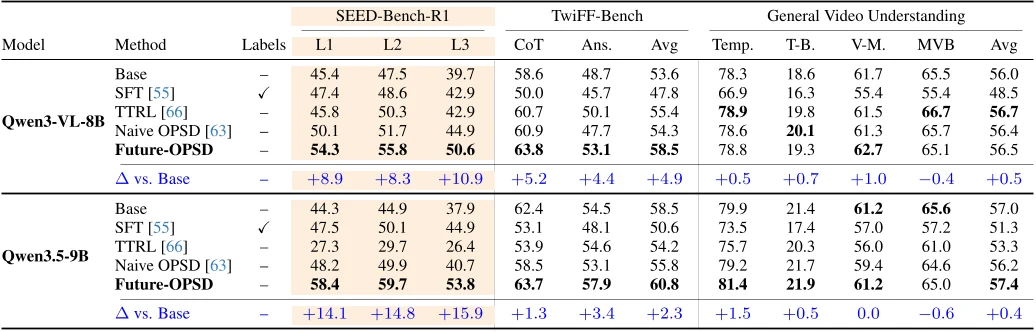 SEED-Bench-R1 TwiFF-Bench General Video Understanding
Model Method Labels L1 L2 L3 CoT Ans. Avg Temp. T-B. V-M. MVB Avg
Base – 45.4 47.5 39.7 58.6 48.7 53.6 78.3 18.6 61.7 65.5 56.0
SFT [55] ✓ 47.4 48.6 42.9 50.0 45.7 47.8 66.9 16.3 55.4 55.4 48.5
TTRL [66] – 45.8 50.3 42.9 60.7 50.1 55.4 78.9 19.8 61.5 66.7 56.7
Qwen3-VL-8B
Naive OPSD [63] – 50.1 51.7 44.9 60.9 47.7 54.3 78.6 20.1 61.3 65.7 56.4
Future-OPSD – 54.3 55.8 50.6 63.8 53.1 58.5 78.8 19.3 62.7 65.1 56.5
Δ vs. Base – +8.9 +8.3 +10.9 +5.2 +4.4 +4.9 +0.5 +0.7 +1.0 −0.4 +0.5
Base – 44.3 44.9 37.9 62.4 54.5 58.5 79.9 21.4 61.2 65.6 57.0
SFT [55] ✓ 47.5 50.1 44.9 53.1 48.1 50.6 73.5 17.4 57.0 57.2 51.3
TTRL [66] – 27.3 29.7 26.4 53.9 54.6 54.2 75.7 20.3 56.0 61.0 53.3
Qwen3.5-9B
Naive OPSD [63] – 48.2 49.9 40.7 58.5 53.1 55.8 79.2 21.7 59.4 64.6 56.2
Future-OPSD – 58.4 59.7 53.8 63.7 57.9 60.8 81.4 21.9 61.2 65.0 57.4
Δ vs. Base – +14.1 +14.8 +15.9 +1.3 +3.4 +2.3 +1.5 +0.5 0.0 −0.6 +0.4